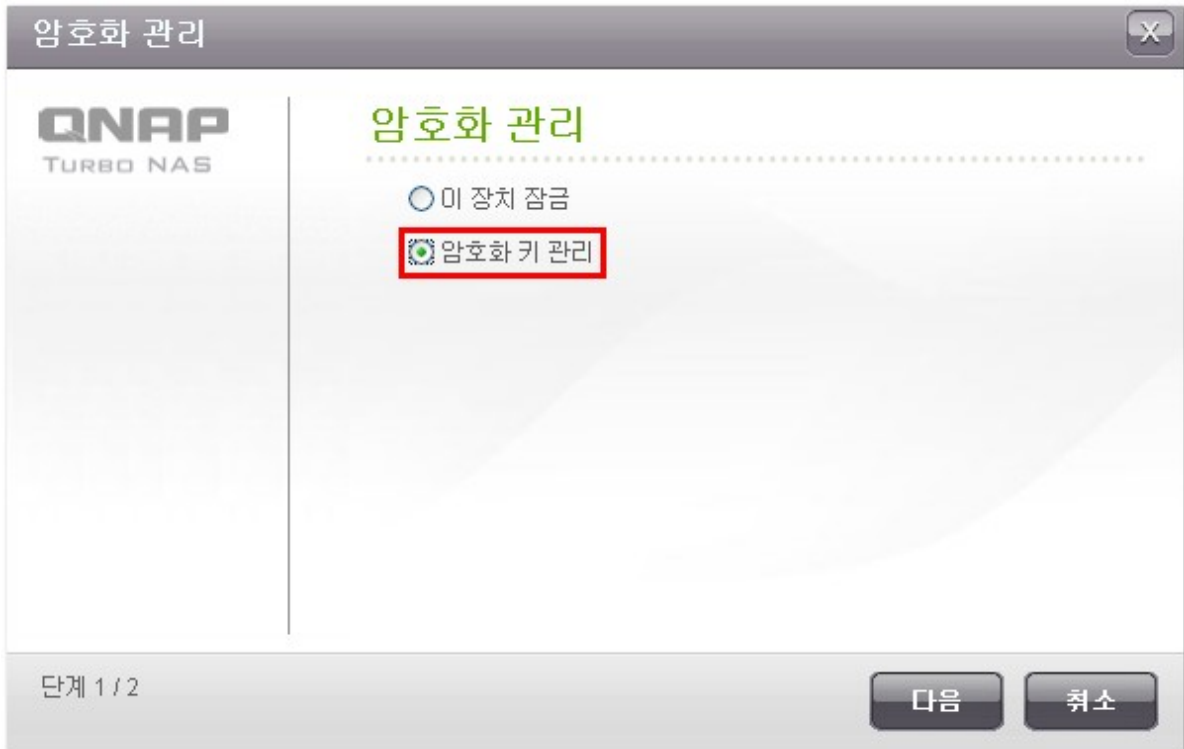 암호화 관리
X
QNAP
TURBO NAS
암호화 관리
이 장치 잠금
암호화 키 관리
단계 1 / 2
다음
취소